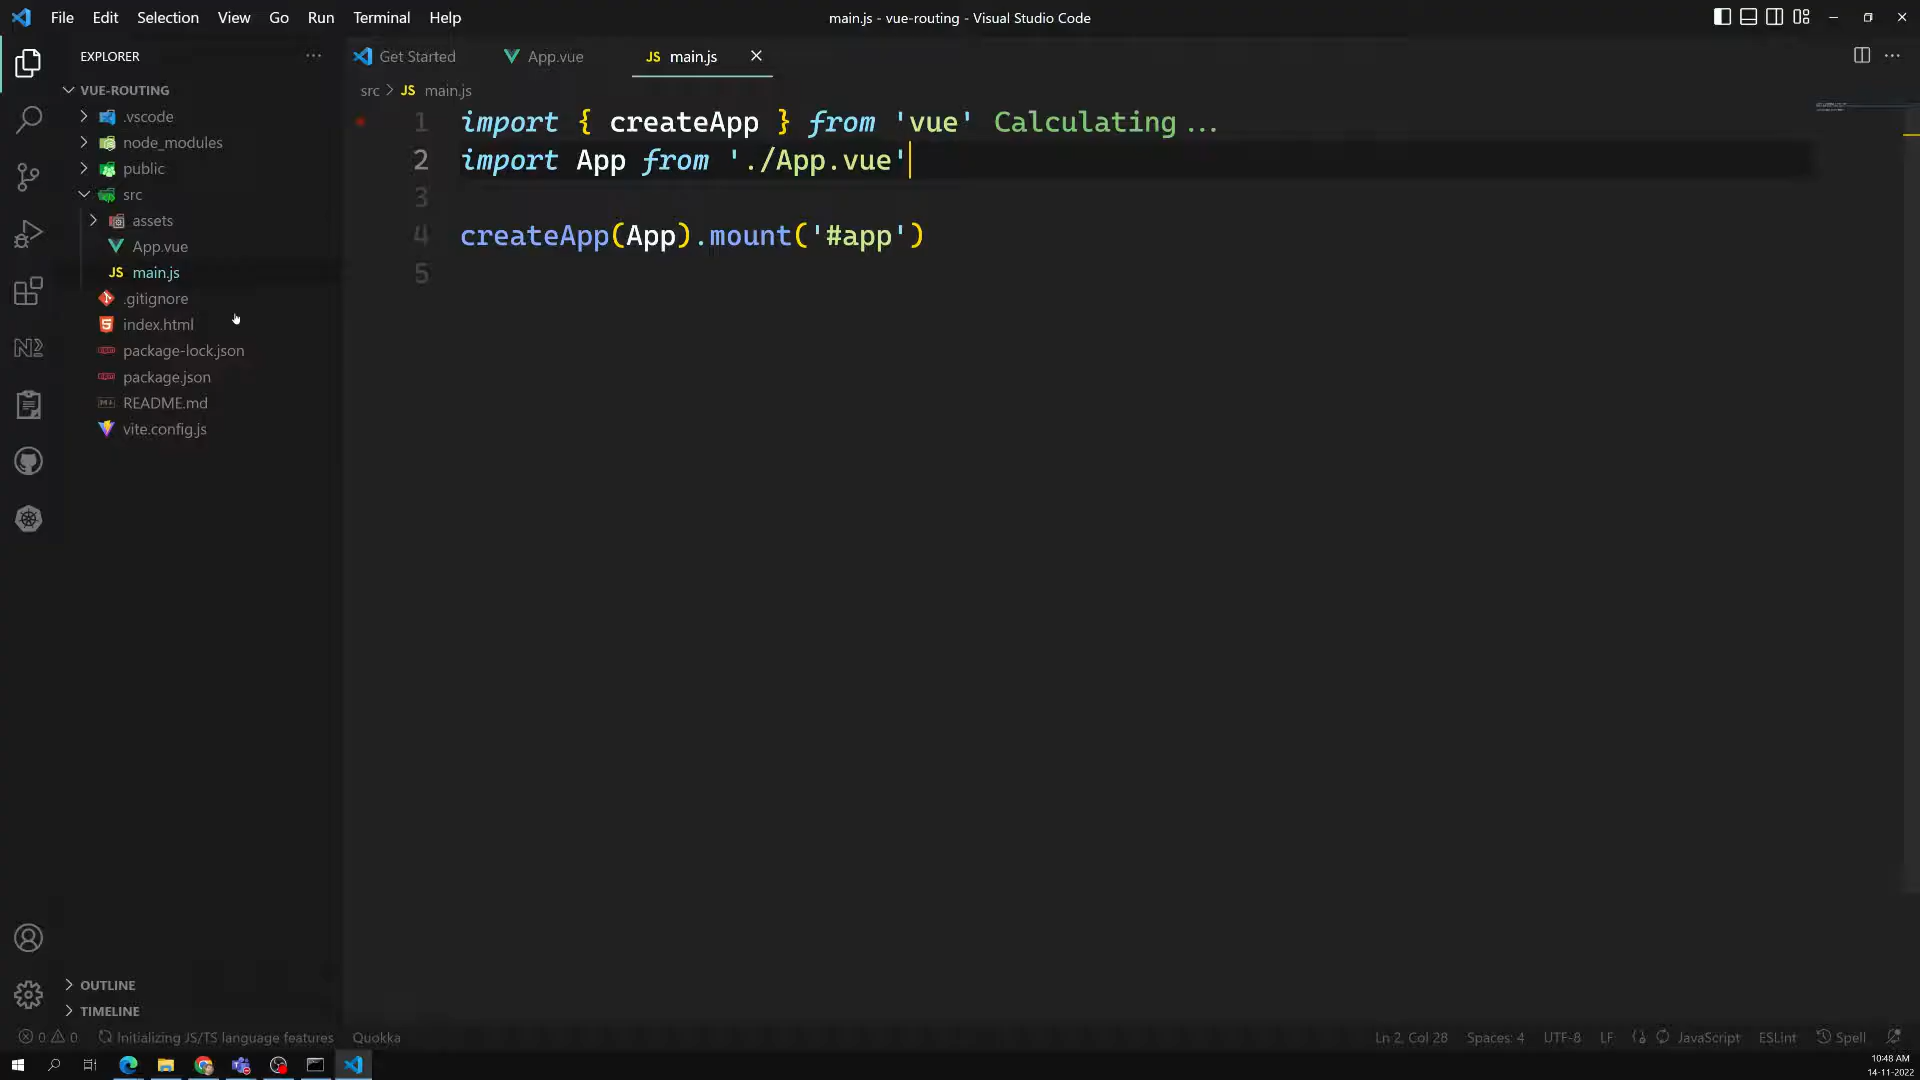 File Edit Selection View Go Run Terminal Help
main.js - vue-routing - Visual Studio Code
EXPLORER
Get Started
App.vue
JS main.js
VUE-ROUTING
.vscode
node_modules
public
src
assets
App.vue
JS main.js
.gitignore
index.html
package-lock.json
package.json
README.md
vite.config.js
src > JS main.js
1 import { createApp } from 'vue' Calculating ...
2 import App from './App.vue'
3
4 createApp(App).mount('#app')
5
OUTLINE
TIMELINE
0 0 Initializing JS/TS language features Quokka
Ln 2, Col 28 Spaces: 4 UTF-8 LF JavaScript ESLint Spell
10:48 AM
14-11-2022